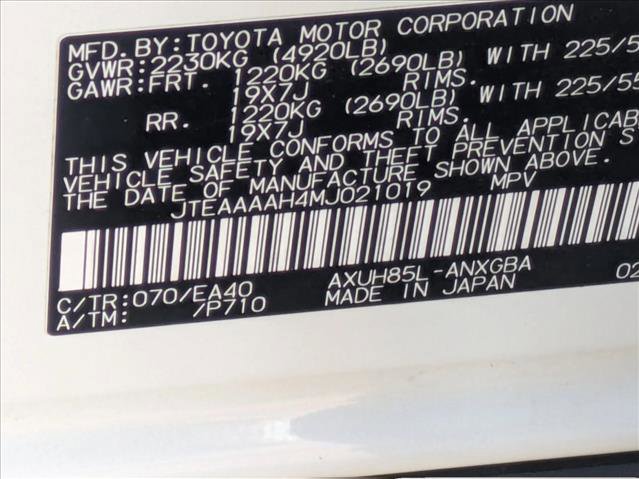 MFD. BY: TOYOTA MOTOR CORPORATION
GVWR: 2230KG (4920LB)
GAWR: FRT. 1220KG (2690LB) WITH 225/5
19X7J RIMS.
RR. 1220KG (2690LB) WITH 225/55
19X7J RIMS.
THIS VEHICLE CONFORMS TO ALL APPLICAB
VEHICLE SAFETY AND THEFT PREVENTION S
THE DATE OF MANUFACTURE SHOWN ABOVE.
JTEAAAAH4MJ021019 MPV
C/TR: 070/EA40 AXUH85L-ANXGBA 02
A/TM: /P710 MADE IN JAPAN